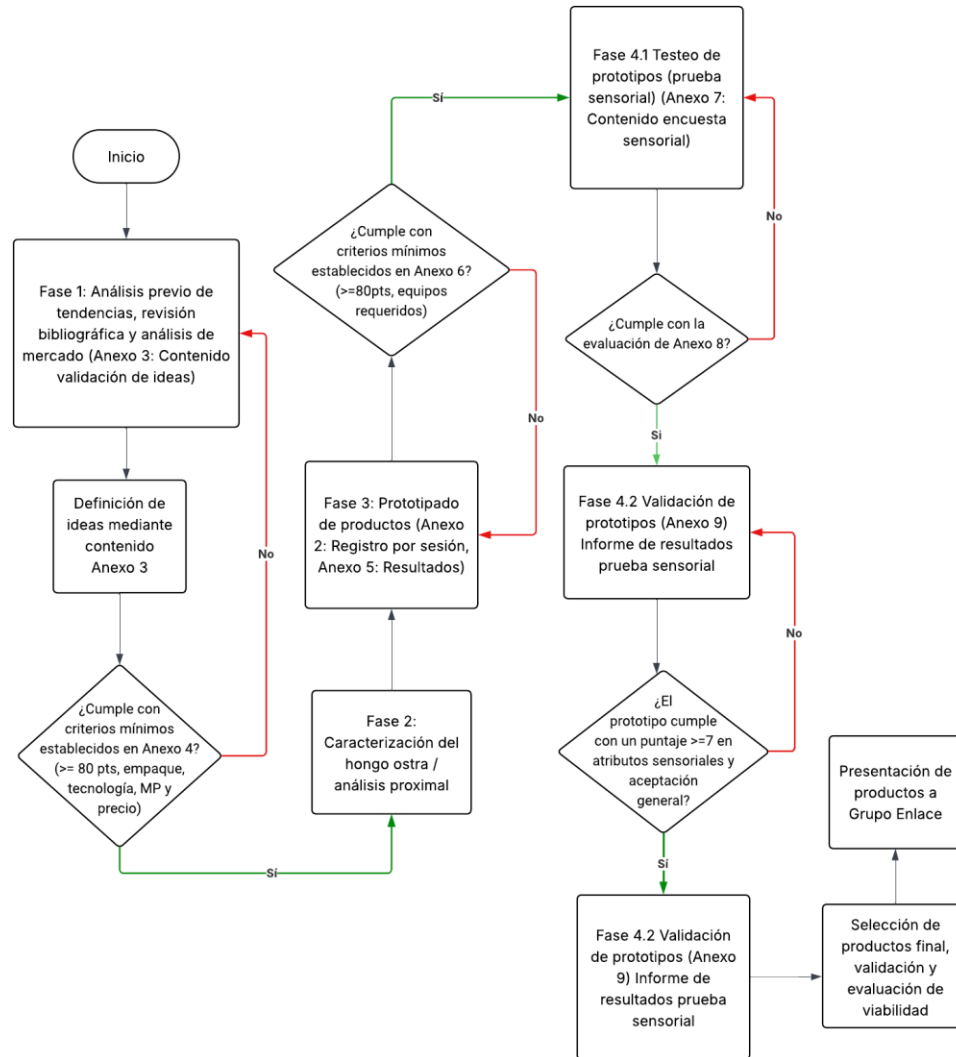 Inicio
Fase 1: Análisis previo de
tendencias, revisión
bibliográfica y análisis de
mercado (Anexo 3: Contenido
validación de ideas)
Definición de
ideas mediante
contenido
Anexo 3
No
¿Cumple con
criterios mínimos
establecidos en Anexo 4?
(>= 80 pts, empaque,
tecnología, MP y
precio)
Sí
Fase 2:
Caracterización del
hongo ostra /
análisis proximal
Fase 3: Prototipado
de productos (Anexo
2: Registro por sesión,
Anexo 5: Resultados)
No
¿Cumple con
criterios mínimos
establecidos en Anexo 6?
(>=80pts, equipos
requeridos)
Sí
Fase 4.1 Testeo de
prototipos (prueba
sensorial) (Anexo 7:
Contenido encuesta
sensorial)
No
¿Cumple con la
evaluación de Anexo 8?
Si
Fase 4.2 Validación de
prototipos (Anexo 9)
Informe de resultados
prueba sensorial
No
¿El
prototipo cumple
con un puntaje >=7 en
atributos sensoriales y
aceptación
general?
Sí
Fase 4.2 Validación
de prototipos (Anexo
9) Informe de
resultados prueba
sensorial
Selección de
productos final,
validación y
evaluación de
viabilidad
Presentación de
productos a
Grupo Enlace